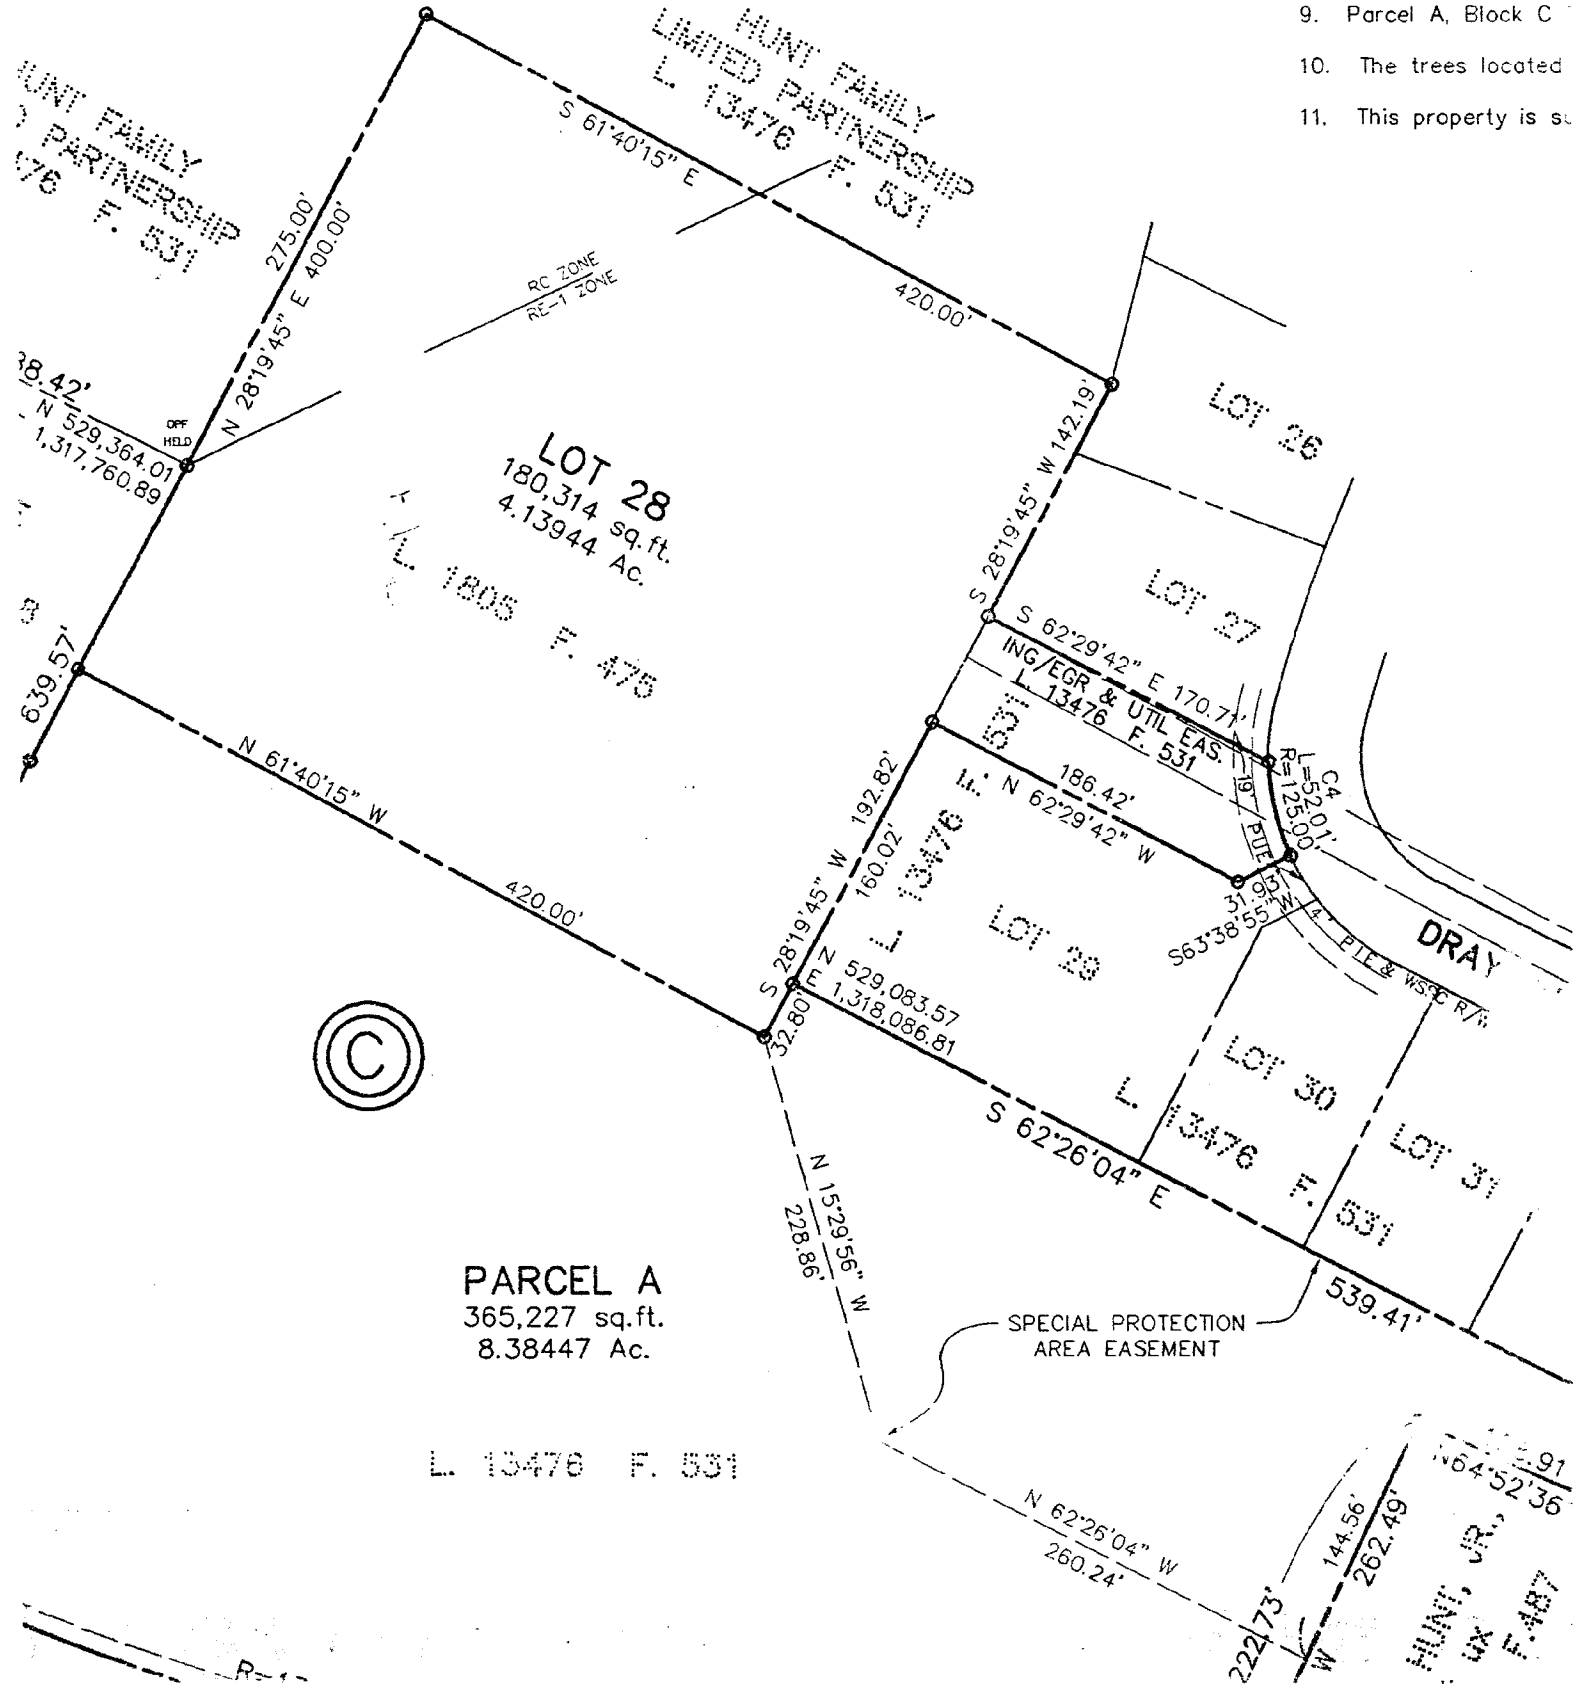 9. Parcel A, Block C
10. The trees located
11. This property is
HUNT FAMILY
LIMITED PARTNERSHIP
L. 13476 F. 531
HUNT FAMILY
PARTNERSHIP
F. 531
S 61°40'15" E
420.00'
275.00'
N 28°19'45" E 400.00'
RC ZONE
RE-1 ZONE
38.42'
N 529,364.01
1,317,760.89
OPF
HELD
LOT 28
180,314 sq.ft.
4.13944 Ac.
L. 1805 F. 475
639.57'
N 61°40'15" W
420.00'
S 28°19'45" W 142.19'
LOT 26
LOT 27
S 62°29'42" E 170.71'
ING/EGR & UTIL EAS.
L. 13476 F. 531
186.42'
N 62°29'42" W
C4
L=52.01'
R=125.00'
19' PUE
31.93'
S63°38'55" W
S 28°19'45" W 192.82'
160.02'
32.80'
L. 13476 F. 531
LOT 29
N 529,083.57
E 1,318,086.81
DRAY
& WSSC R/W
LOT 30
LOT 31
L. 13476 F. 531
S 62°26'04" E
539.41'
C
N 15°29'56" W
228.86'
PARCEL A
365,227 sq.ft.
8.38447 Ac.
SPECIAL PROTECTION
AREA EASEMENT
L. 13476 F. 531
N 62°26'04" W
260.24'
144.56'
262.49'
222.73'
W
.91
N64°52'36
HUNT, JR.,
UX
F.487